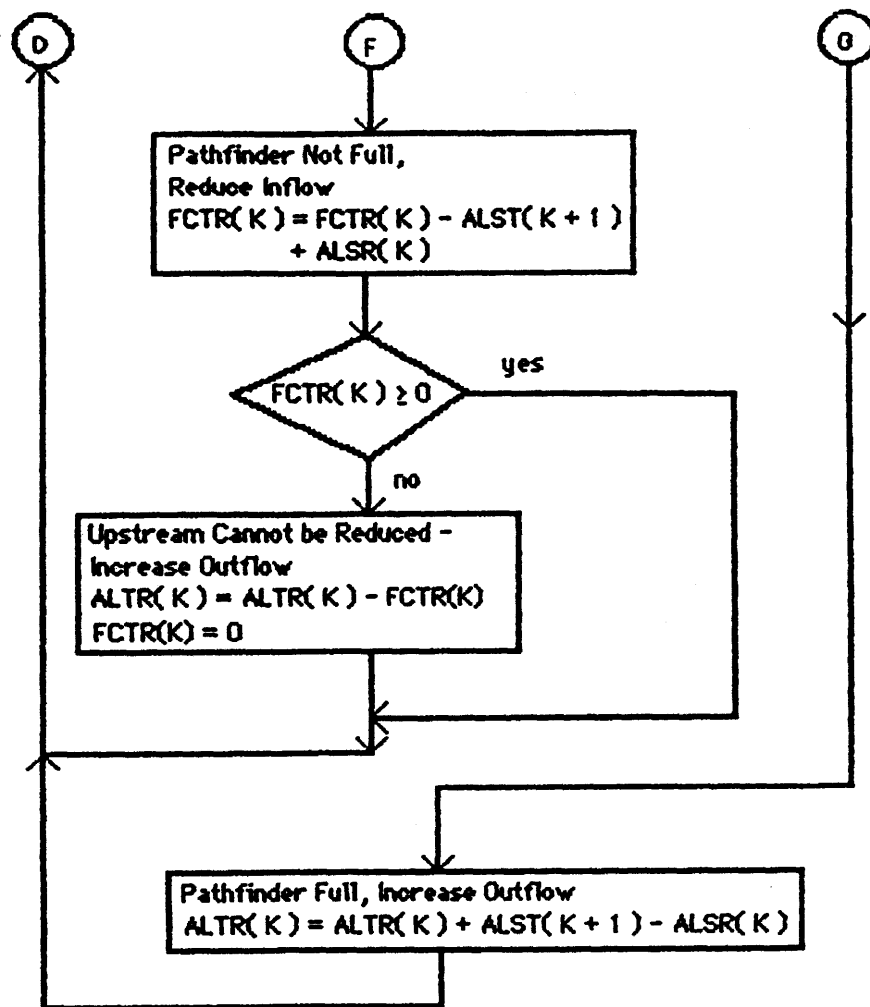 D
F
G
Pathfinder Not Full,
Reduce Inflow
FCTR( K ) = FCTR( K ) - ALST( K + 1 )
+ ALSR( K )
FCTR( K ) ≥ 0
yes
no
Upstream Cannot be Reduced -
Increase Outflow
ALTR( K ) = ALTR( K ) - FCTR(K)
FCTR(K) = 0
Pathfinder Full, Increase Outflow
ALTR( K ) = ALTR( K ) + ALST( K + 1 ) - ALSR( K )